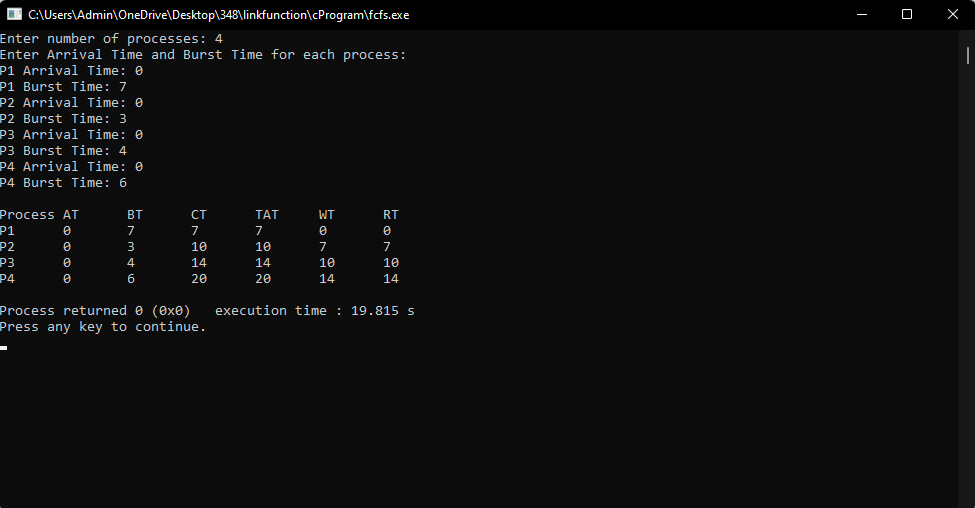 C:\Users\Admin\OneDrive\Desktop\348\linkfunction\cProgram\fcfs.exe
Enter number of processes: 4
Enter Arrival Time and Burst Time for each process:
P1 Arrival Time: 0
P1 Burst Time: 7
P2 Arrival Time: 0
P2 Burst Time: 3
P3 Arrival Time: 0
P3 Burst Time: 4
P4 Arrival Time: 0
P4 Burst Time: 6
Process AT      BT      CT      TAT     WT      RT
P1      0       7       7       7       0       0
P2      0       3       10      10      7       7
P3      0       4       14      14      10      10
P4      0       6       20      20      14      14
Process returned 0 (0x0)   execution time : 19.815 s
Press any key to continue.